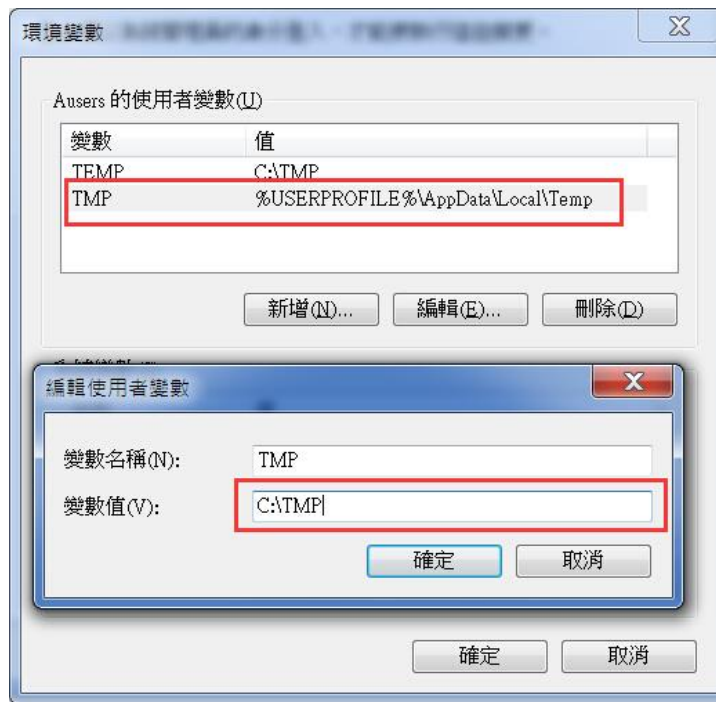 環境變數
Ausers 的使用者變數(U)
變數 值
TEMP C:\TMP
TMP %USERPROFILE%\AppData\Local\Temp
新增(N)... 編輯(E)... 刪除(D)
編輯使用者變數
變數名稱(N): TMP
變數值(V): C:\TMP
確定 取消
確定 取消